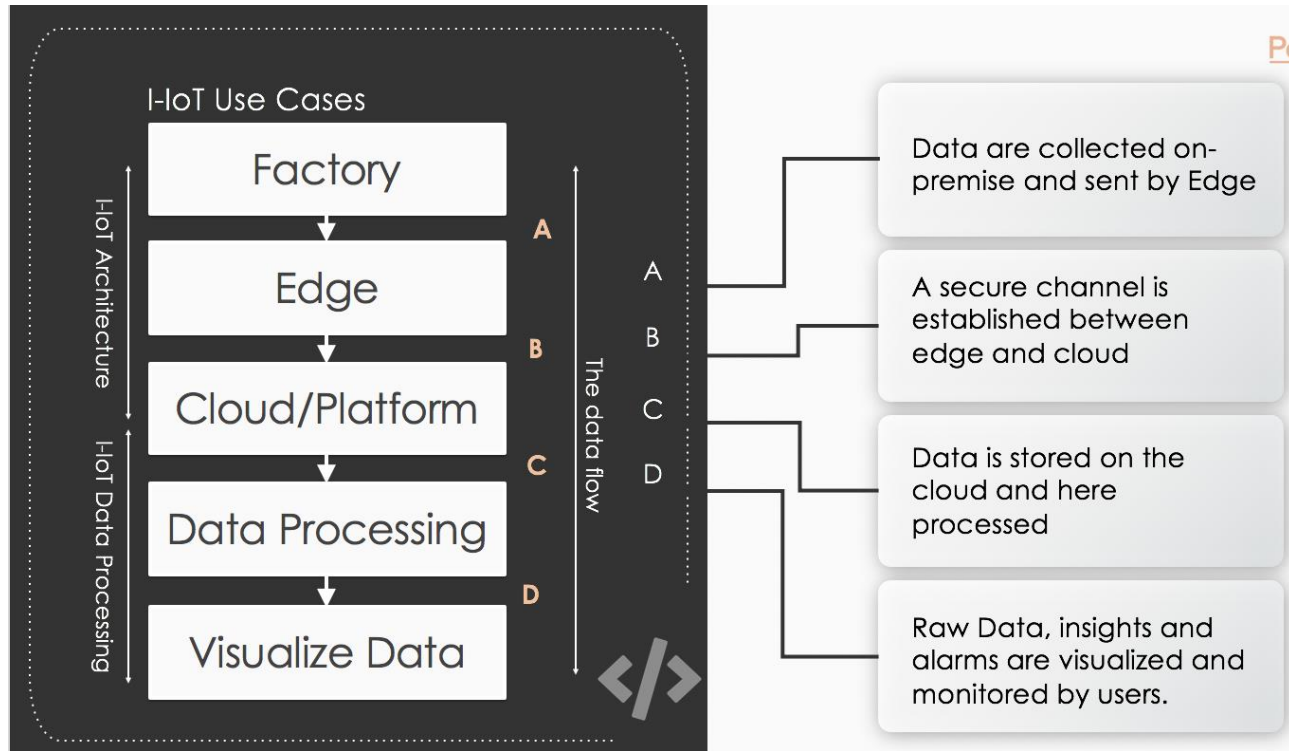 I-IoT Use Cases
Factory
Edge
Cloud/Platform
Data Processing
Visualize Data
I-IoT Architecture
I-IoT Data Processing
A
B
C
D
The data flow
A
B
C
D
Data are collected on-
premise and sent by Edge
A secure channel is
established between
edge and cloud
Data is stored on the
cloud and here
processed
Raw Data, insights and
alarms are visualized and
monitored by users.